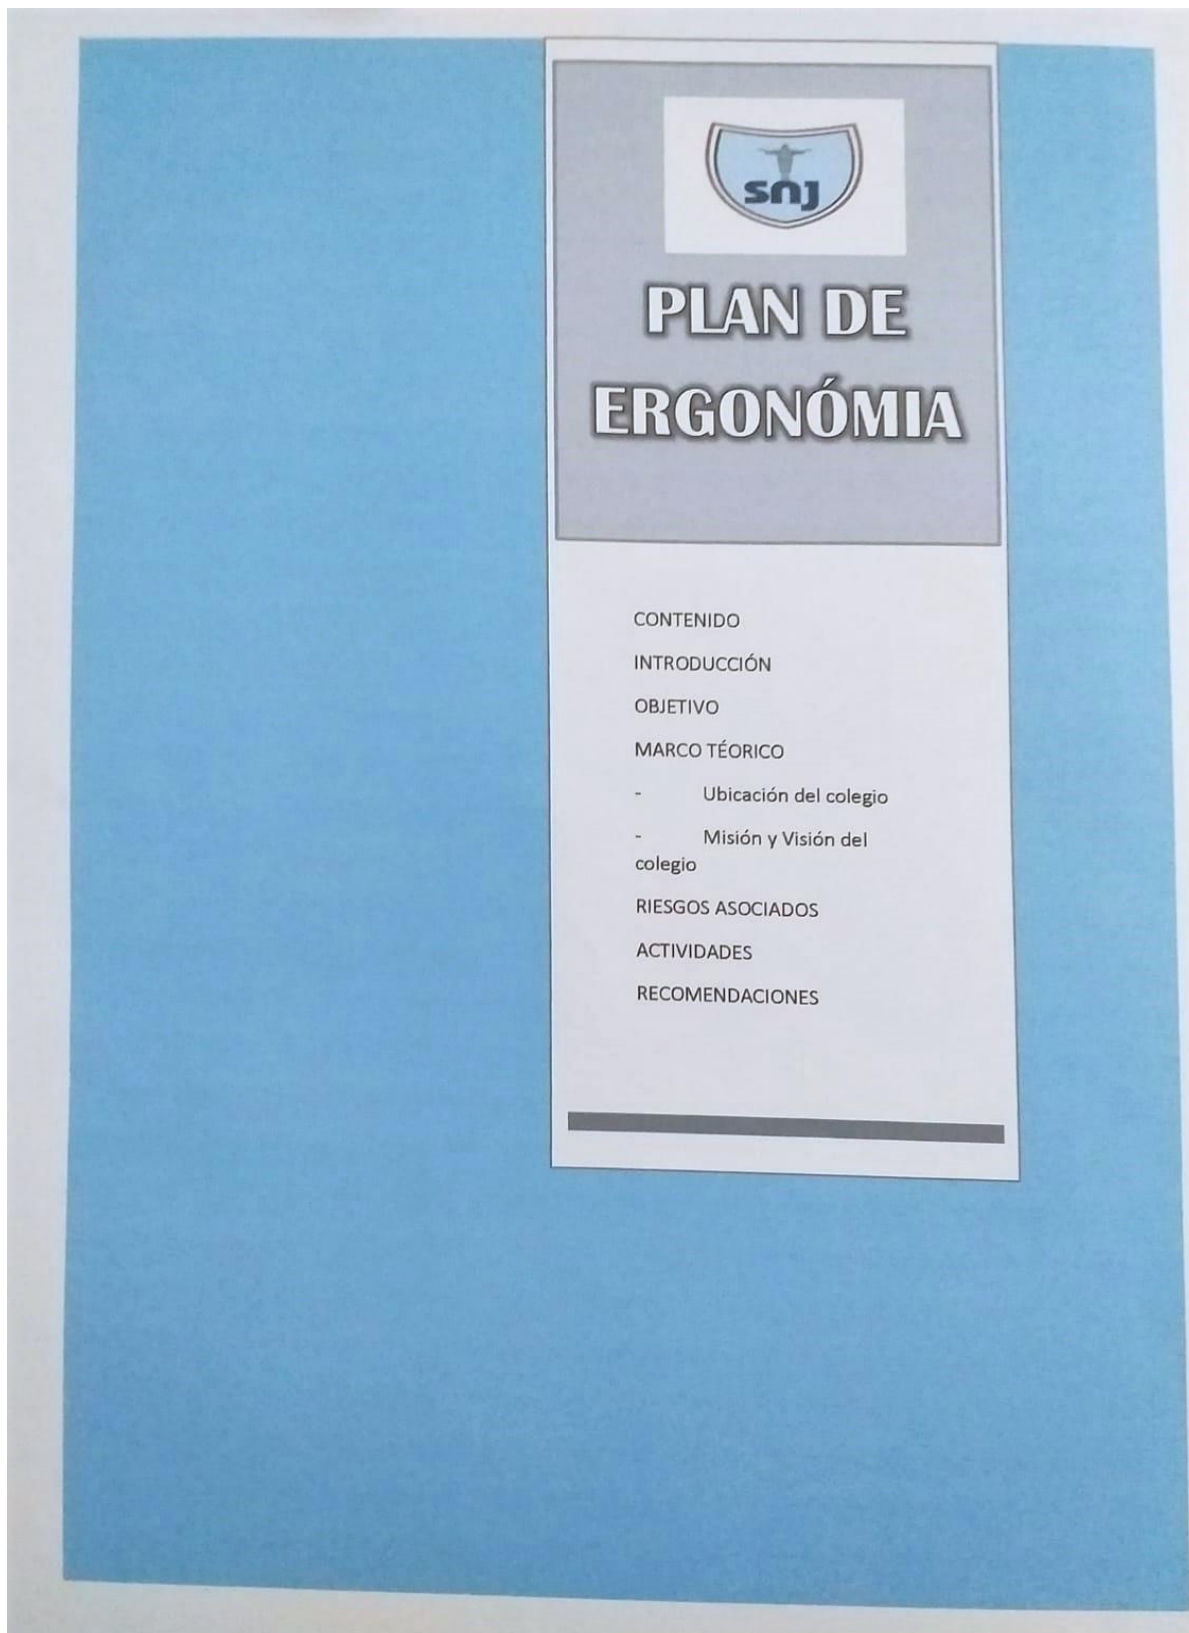 SNJ
PLAN DE
ERGONÓMIA
CONTENIDO
INTRODUCCIÓN
OBJETIVO
MARCO TÉORICO
- Ubicación del colegio
- Misión y Visión del
colegio
RIESGOS ASOCIADOS
ACTIVIDADES
RECOMENDACIONES